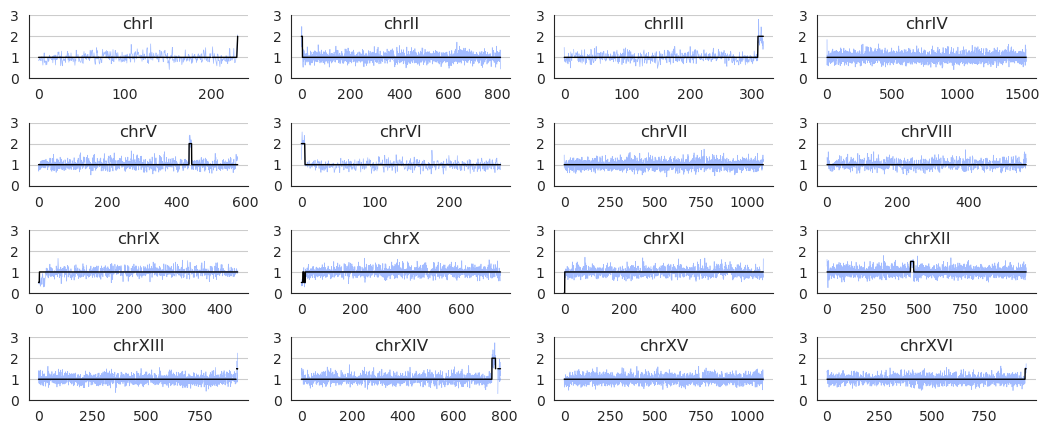 chrI chrII chrIII chrIV
3 3 3 3
2 2 2 2
1 1 1 1
0 0 0 0
0 100 200 0 200 400 600 800 0 100 200 300 0 500 1000 1500
chrV chrVI chrVII chrVIII
3 3 3 3
2 2 2 2
1 1 1 1
0 0 0 0
0 200 400 600 0 100 200 0 250 500 750 1000 0 200 400
chrIX chrX chrXI chrXII
3 3 3 3
2 2 2 2
1 1 1 1
0 0 0 0
0 100 200 300 400 0 200 400 600 0 200 400 600 0 250 500 750 1000
chrXIII chrXIV chrXV chrXVI
3 3 3 3
2 2 2 2
1 1 1 1
0 0 0 0
0 250 500 750 0 200 400 600 800 0 250 500 750 1000 0 250 500 750